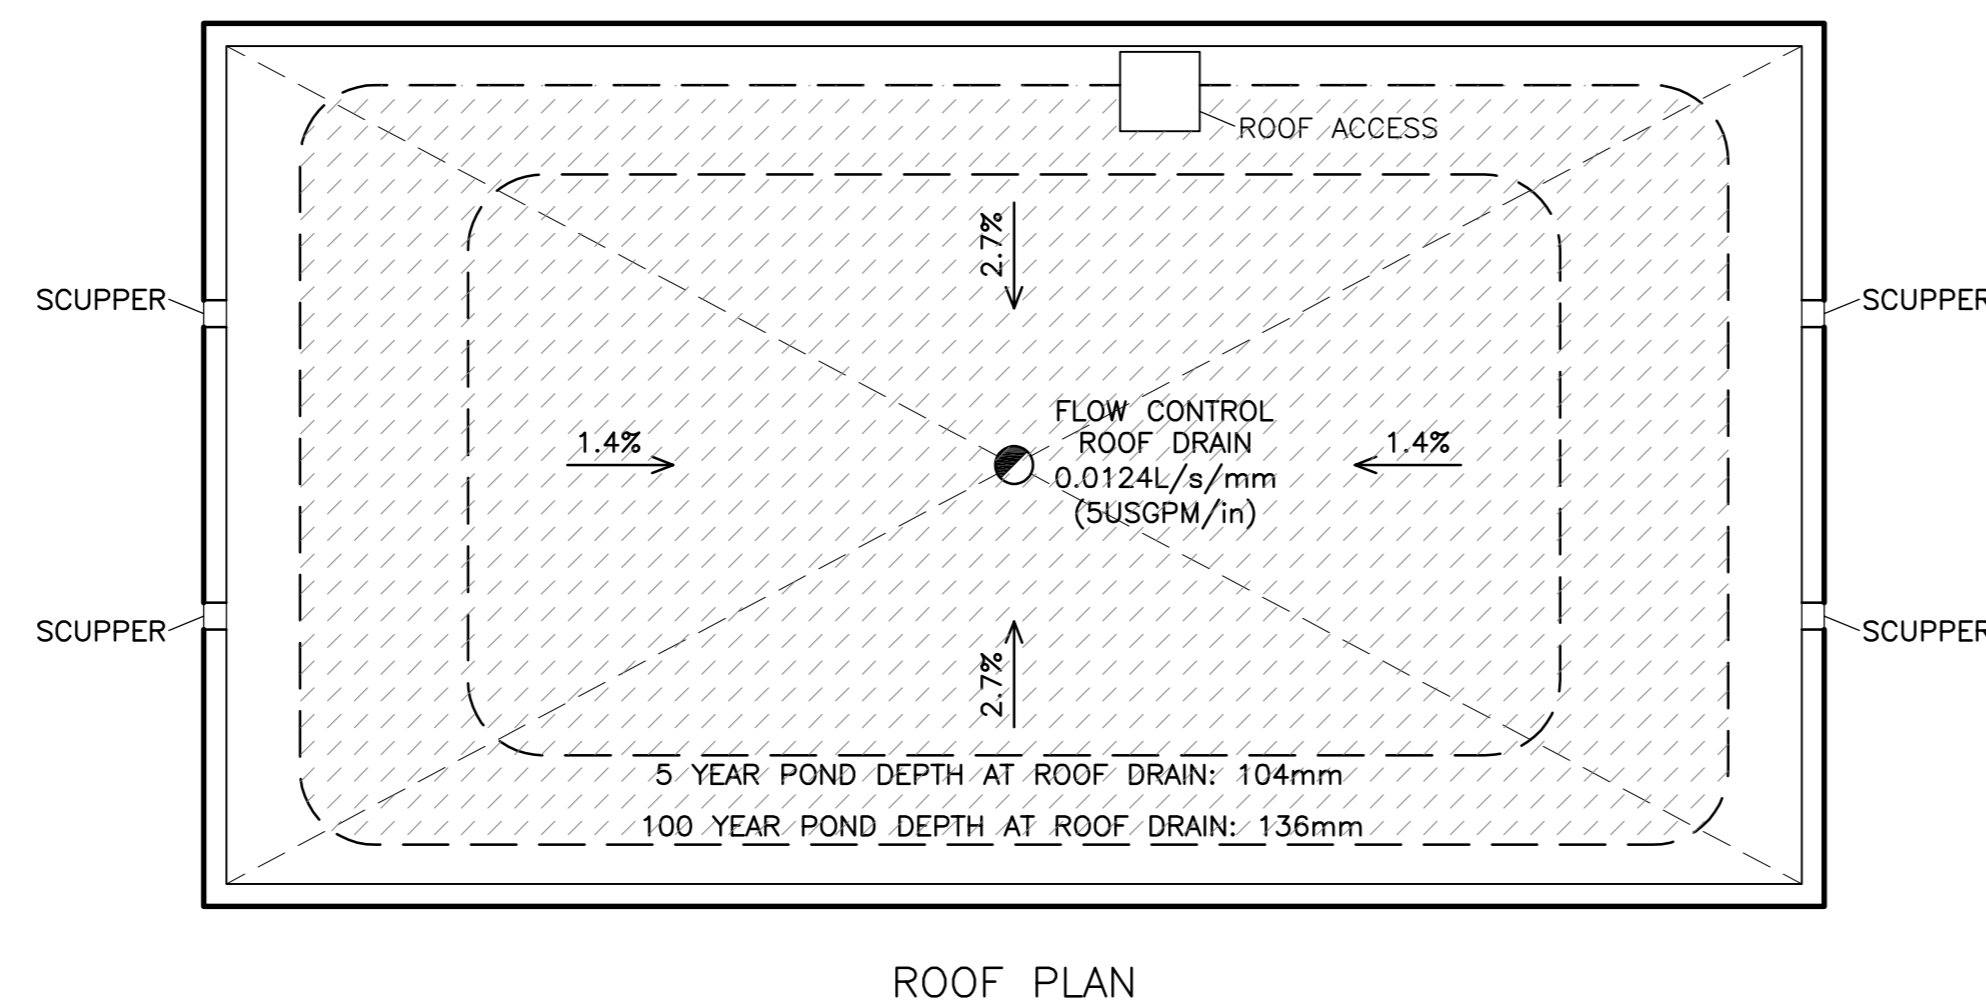 ROOF ACCESS
2.7%
SCUPPER
SCUPPER
1.4%
FLOW CONTROL
ROOF DRAIN
0.0124L/s/mm
(5USGPM/in)
1.4%
SCUPPER
SCUPPER
2.7%
5 YEAR POND DEPTH AT ROOF DRAIN: 104mm
100 YEAR POND DEPTH AT ROOF DRAIN: 136mm
ROOF PLAN